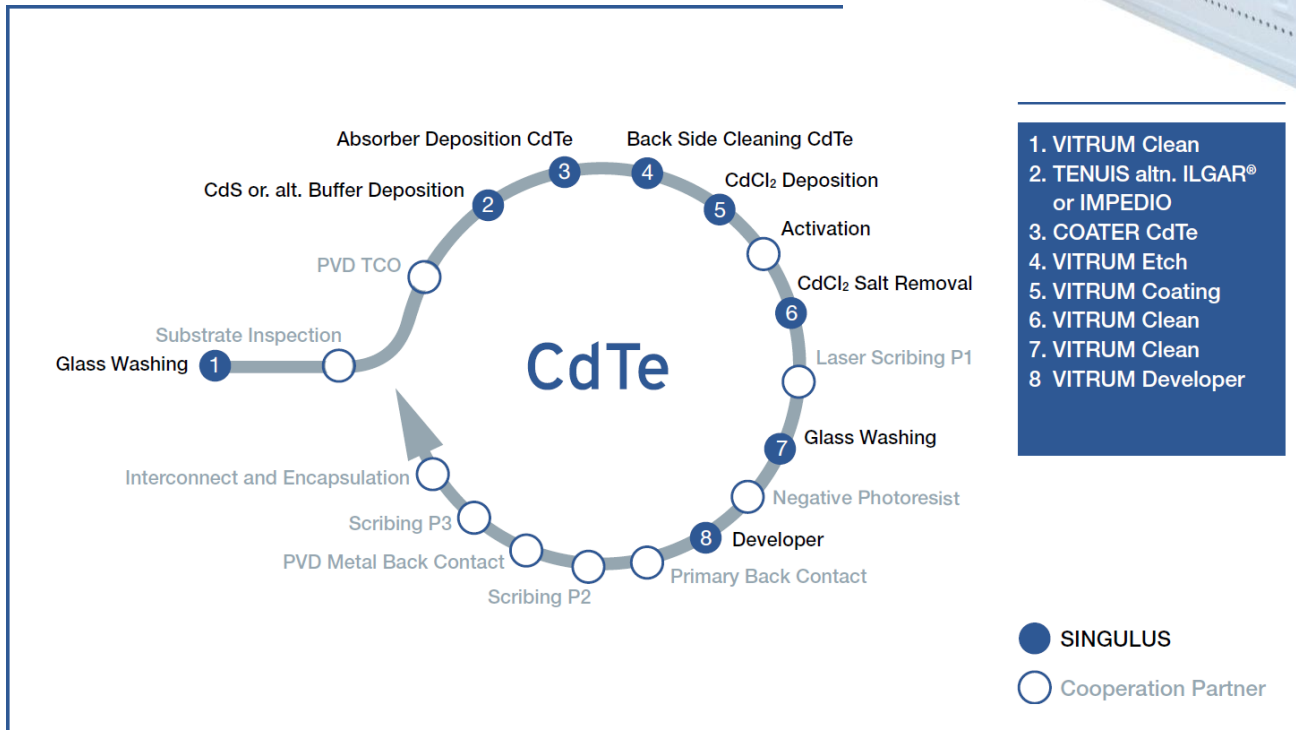 Absorber Deposition CdTe
Back Side Cleaning CdTe
CdS or. alt. Buffer Deposition
CdCl₂ Deposition
Activation
PVD TCO
CdCl₂ Salt Removal
Substrate Inspection
Glass Washing
Laser Scribing P1
Glass Washing
Negative Photoresist
Developer
Primary Back Contact
Scribing P2
PVD Metal Back Contact
Scribing P3
Interconnect and Encapsulation
1
2
3
4
5
6
7
8
CdTe
1. VITRUM Clean
2. TENUIS altn. ILGAR®
or IMPEDIO
3. COATER CdTe
4. VITRUM Etch
5. VITRUM Coating
6. VITRUM Clean
7. VITRUM Clean
8 VITRUM Developer
SINGULUS
Cooperation Partner